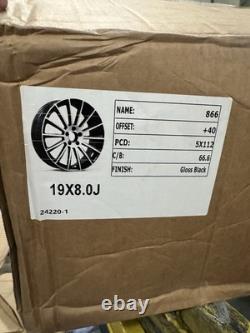 NAME: 866
OFFSET: +40
PCD: 5X112
C/B: 66.6
FINISH: Gloss Black
19X8.0J
24220-1